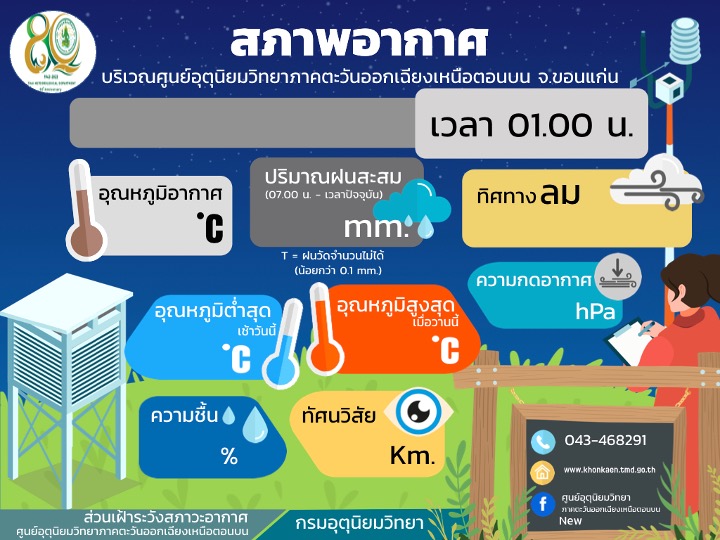 สภาพอากาศ
บริเวณศูนย์อุตุนิยมวิทยาภาคตะวันออกเฉียงเหนือตอนบน จ.ขอนแก่น
เวลา 01.00 น.
อุณหภูมิอากาศ
°C
ปริมาณฝนสะสม
(07.00 น. - เวลาปัจจุบัน)
mm.
T = ฝนวัดจำนวนไม่ได้
(น้อยกว่า 0.1 mm.)
ทิศทาง ลม
ความกดอากาศ
hPa
อุณหภูมิต่ำสุด
เช้าวันนี้
°C
อุณหภูมิสูงสุด
เมื่อวานนี้
°C
ความชื้น
%
ทัศนวิสัย
Km.
043-468291
www.khonkaen.tmd.go.th
ศูนย์อุตุนิยมวิทยา
ภาคตะวันออกเฉียงเหนือตอนบน
New
ส่วนเฝ้าระวังสภาวะอากาศ
ศูนย์อุตุนิยมวิทยาภาคตะวันออกเฉียงเหนือตอนบน
กรมอุตุนิยมวิทยา